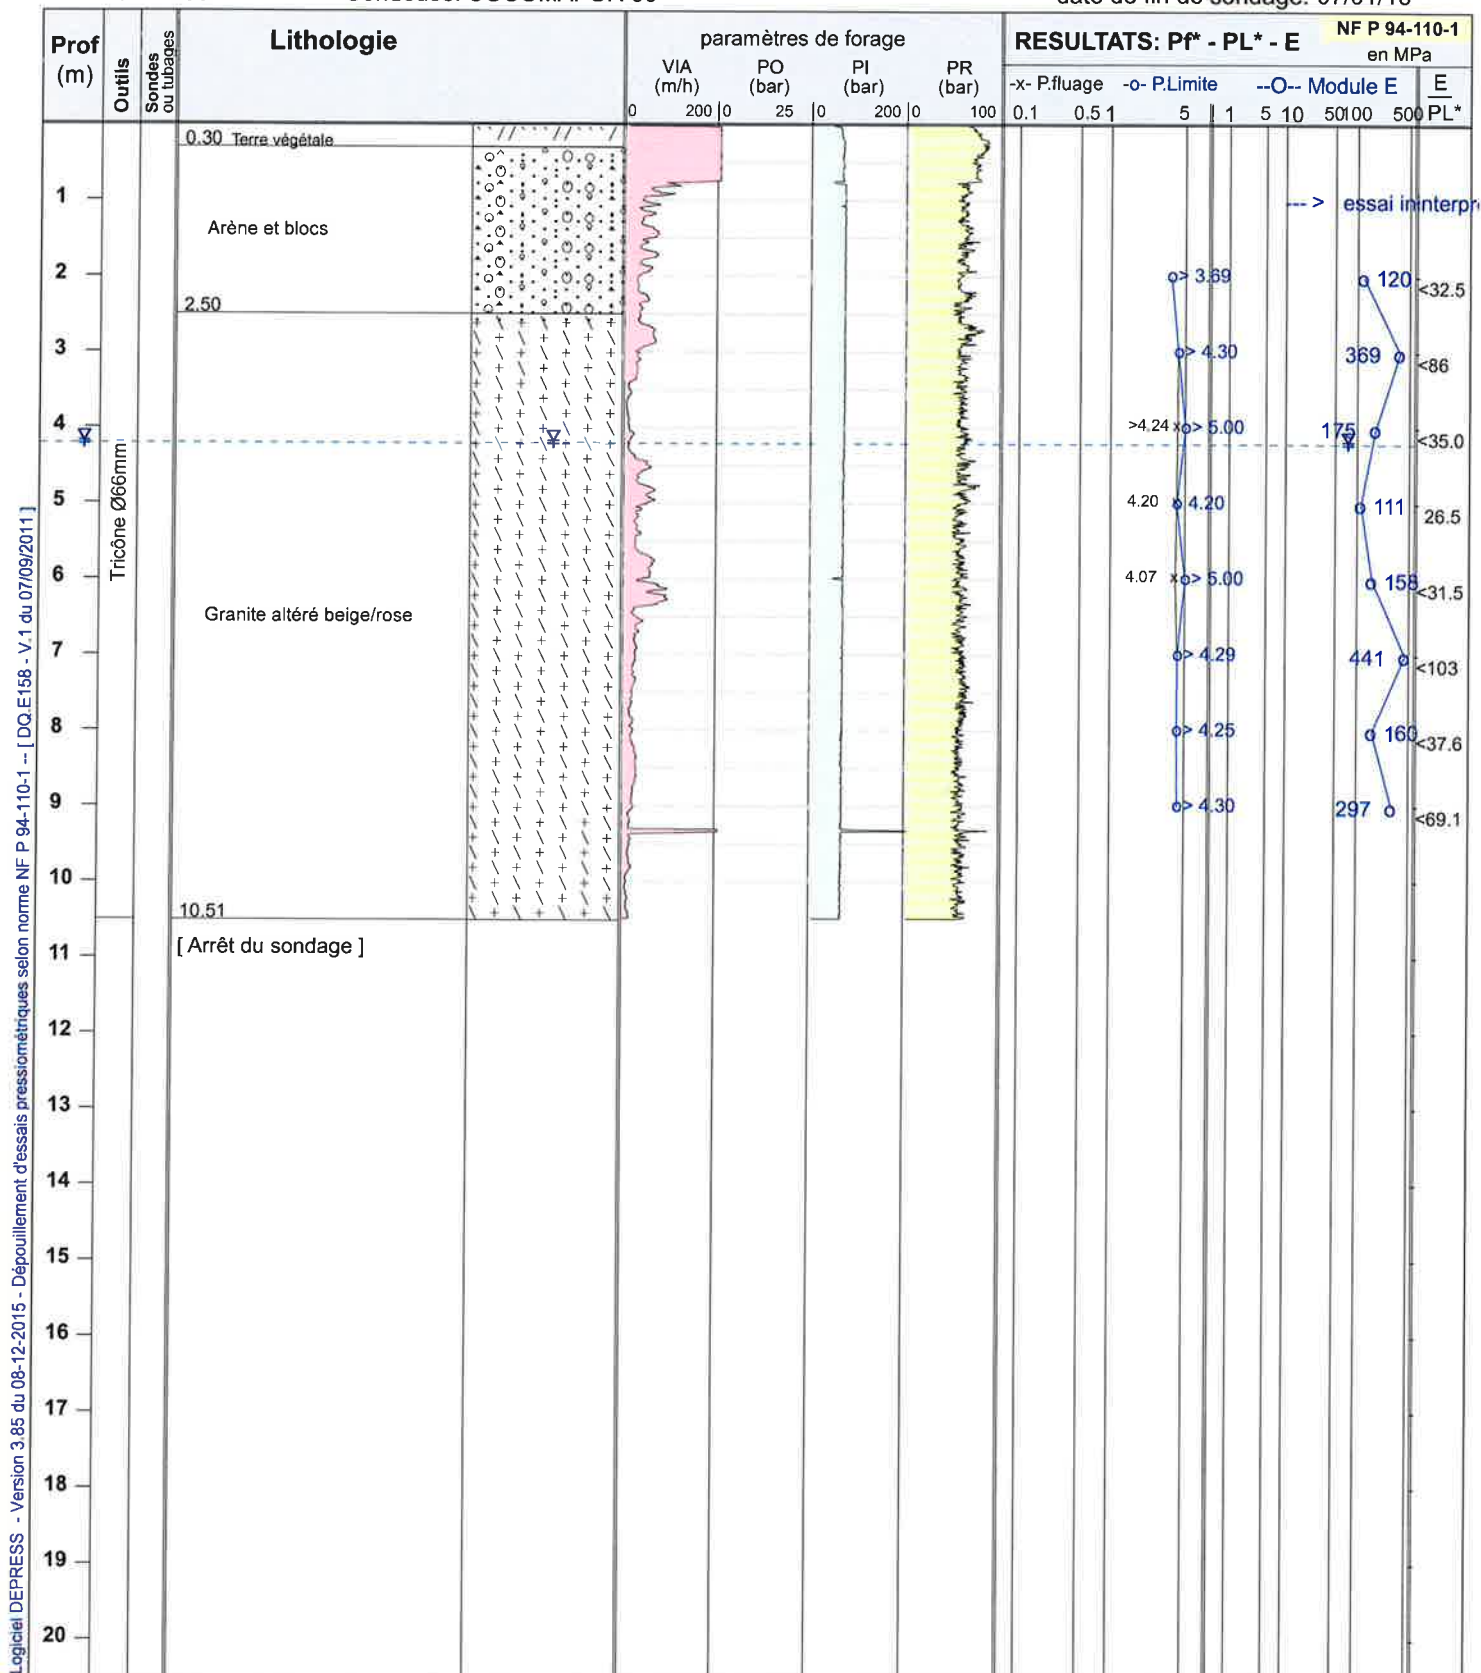 date de fin de sondage: 07/01/16
Prof
(m)
Outils
Sondes
ou tubages
Lithologie
paramètres de forage
VIA
(m/h)
PO
(bar)
PI
(bar)
PR
(bar)
0 200
0 25
0 200
0 100
RESULTATS: Pf* - PL* - E
NF P 94-110-1
en MPa
-x- P.fluage -o- P.Limite --O-- Module E
E
PL*
0.1 0.5 1 5 1 5 10 50 100 500
0.30 Terre végétale
1
---> essai ininterpr
Arène et blocs
2
> 3.69 120 <32.5
2.50
3
> 4.30 369 <86
4
>4.24 x > 5.00 175 <35.0
Tricône Ø66mm
5
4.20 4.20 111 26.5
6
4.07 x > 5.00 158 <31.5
Granite altéré beige/rose
7
> 4.29 441 <103
8
> 4.25 160 <37.6
9
> 4.30 297 <69.1
10
10.51
[ Arrêt du sondage ]
11
12
13
14
15
16
17
18
19
20
Logiciel DEPRESS - Version 3.85 du 08-12-2015 - Dépouillement d'essais pressiométriques selon norme NF P 94-110-1 -- [ DQ.E158 - V.1 du 07/09/2011 ]